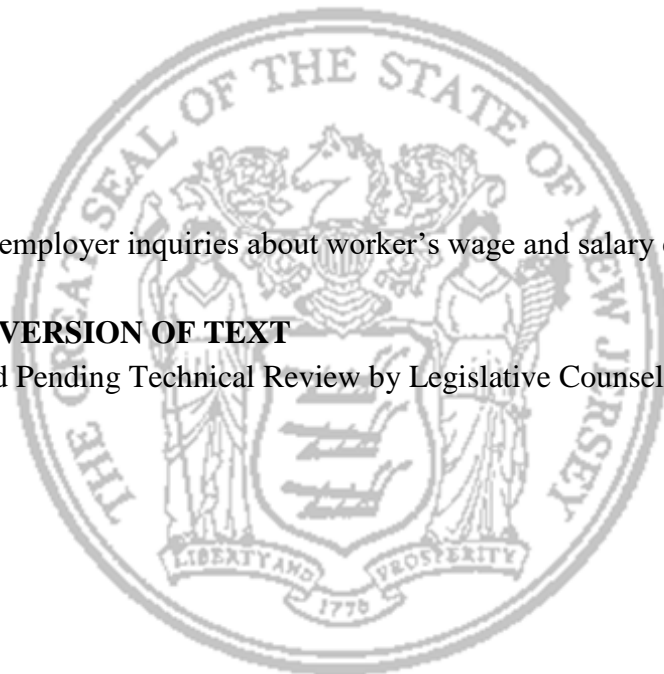 THE GREAT SEAL OF THE STATE OF NEW JERSEY
employer inquiries about worker’s wage and salary
VERSION OF TEXT
d Pending Technical Review by Legislative Counsel
LIBERTY AND PROSPERITY
1776